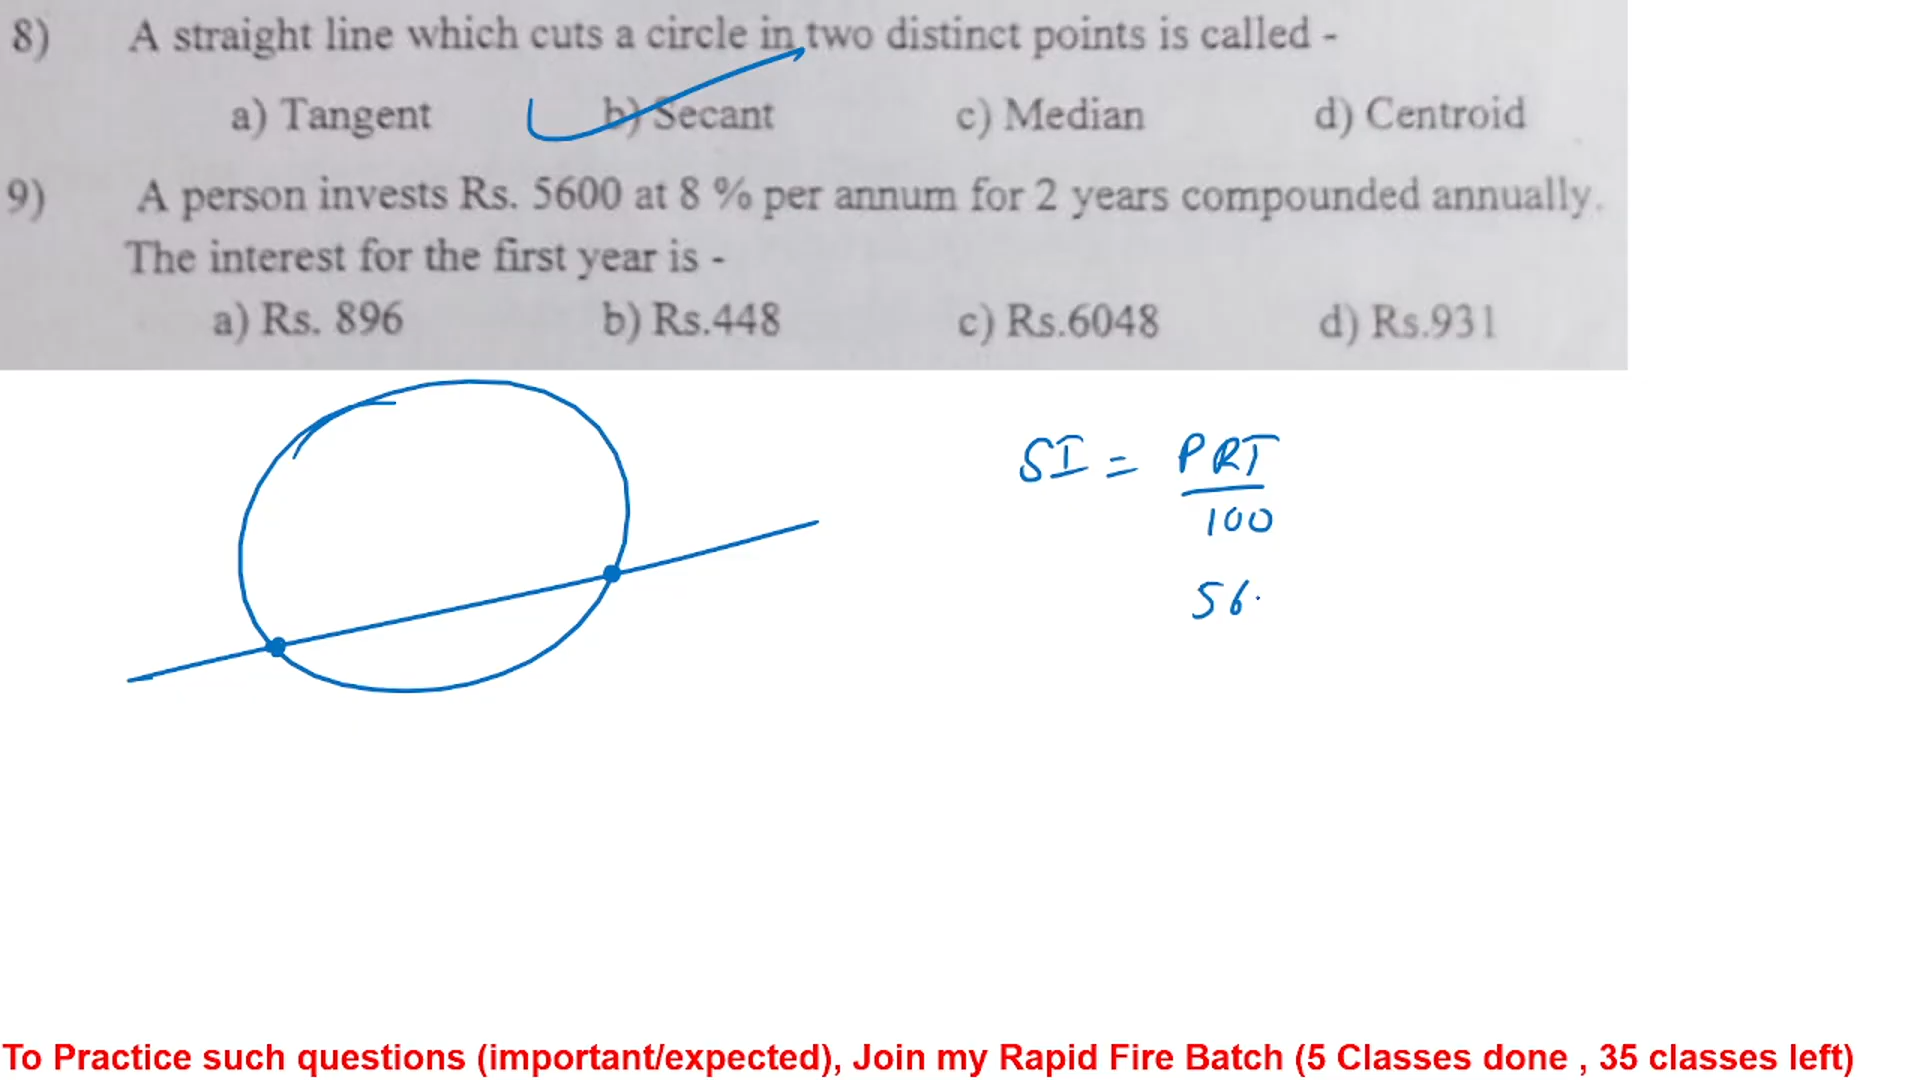 8) A straight line which cuts a circle in two distinct points is called -
a) Tangent b) Secant c) Median d) Centroid
9) A person invests Rs. 5600 at 8 % per annum for 2 years compounded annually.
The interest for the first year is -
a) Rs. 896 b) Rs.448 c) Rs.6048 d) Rs.931
SI = PRT
100
56.
To Practice such questions (important/expected), Join my Rapid Fire Batch (5 Classes done , 35 classes left)